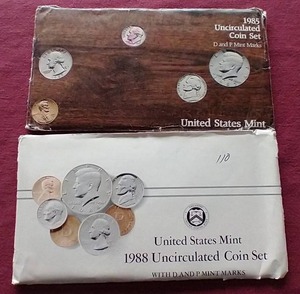 1985
Uncirculated
Coin Set
D and P Mint Marks
United States Mint
110
United States Mint
1988 Uncirculated Coin Set
WITH D AND P MINT MARKS